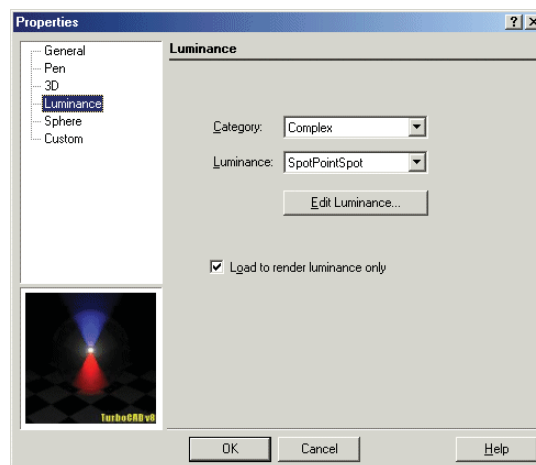 Properties
General
Pen
3D
Luminance
Sphere
Custom
Luminance
Category: Complex
Luminance: SpotPointSpot
Edit Luminance...
Load to render luminance only
TurboCAD v8
OK Cancel Help